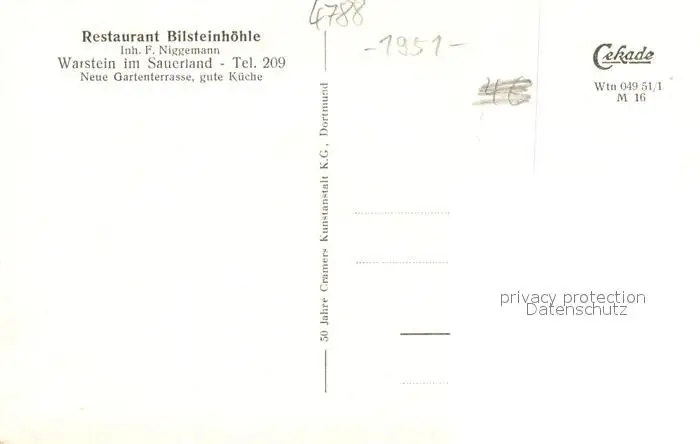 Restaurant Bilsteinhöhle
Inh. F. Niggemann
Warstein im Sauerland - Tel. 209
Neue Gartenterrasse, gute Küche
4788
- 1951 -
Cekade
Wtn 049 51/1
M 16
50 Jahre Cramers Kunstanstalt K.G., Dortmund
privacy protection
Datenschutz